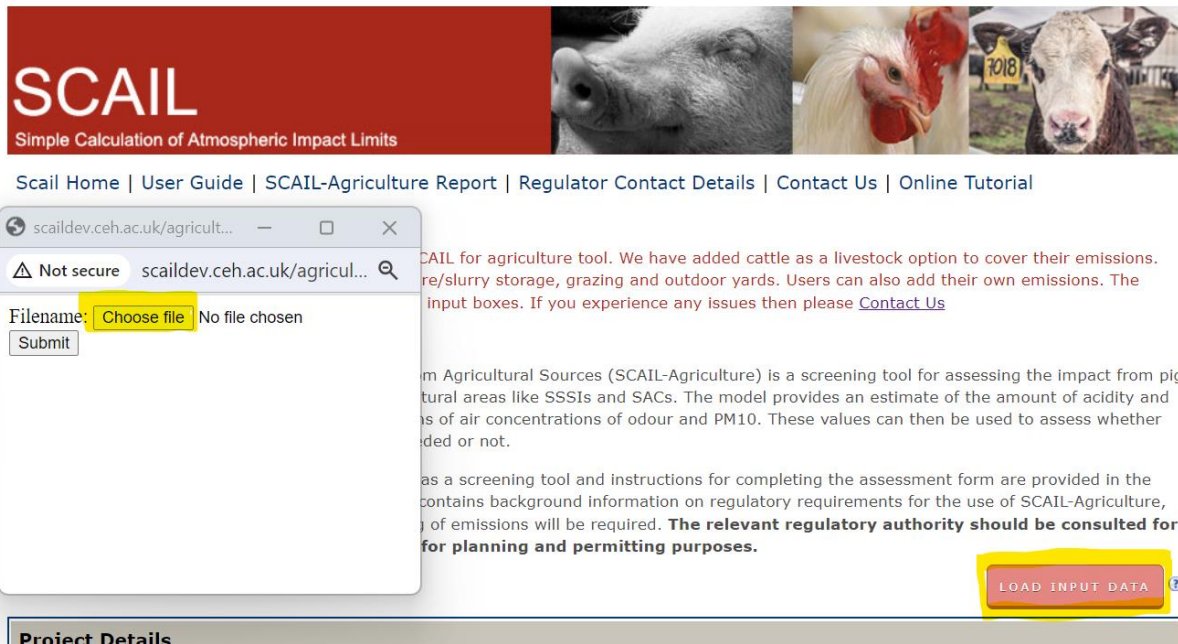 SCAIL
Simple Calculation of Atmospheric Impact Limits
7018
Scail Home | User Guide | SCAIL-Agriculture Report | Regulator Contact Details | Contact Us | Online Tutorial
scaildev.ceh.ac.uk/agricult...
Not secure scaildev.ceh.ac.uk/agricul...
Filename: Choose file No file chosen
Submit
CAIL for agriculture tool. We have added cattle as a livestock option to cover their emissions.
re/slurry storage, grazing and outdoor yards. Users can also add their own emissions. The
input boxes. If you experience any issues then please Contact Us
m Agricultural Sources (SCAIL-Agriculture) is a screening tool for assessing the impact from pig
tural areas like SSSIs and SACs. The model provides an estimate of the amount of acidity and
ns of air concentrations of odour and PM10. These values can then be used to assess whether
eded or not.
as a screening tool and instructions for completing the assessment form are provided in the
contains background information on regulatory requirements for the use of SCAIL-Agriculture,
g of emissions will be required. The relevant regulatory authority should be consulted for
for planning and permitting purposes.
LOAD INPUT DATA
Project Details